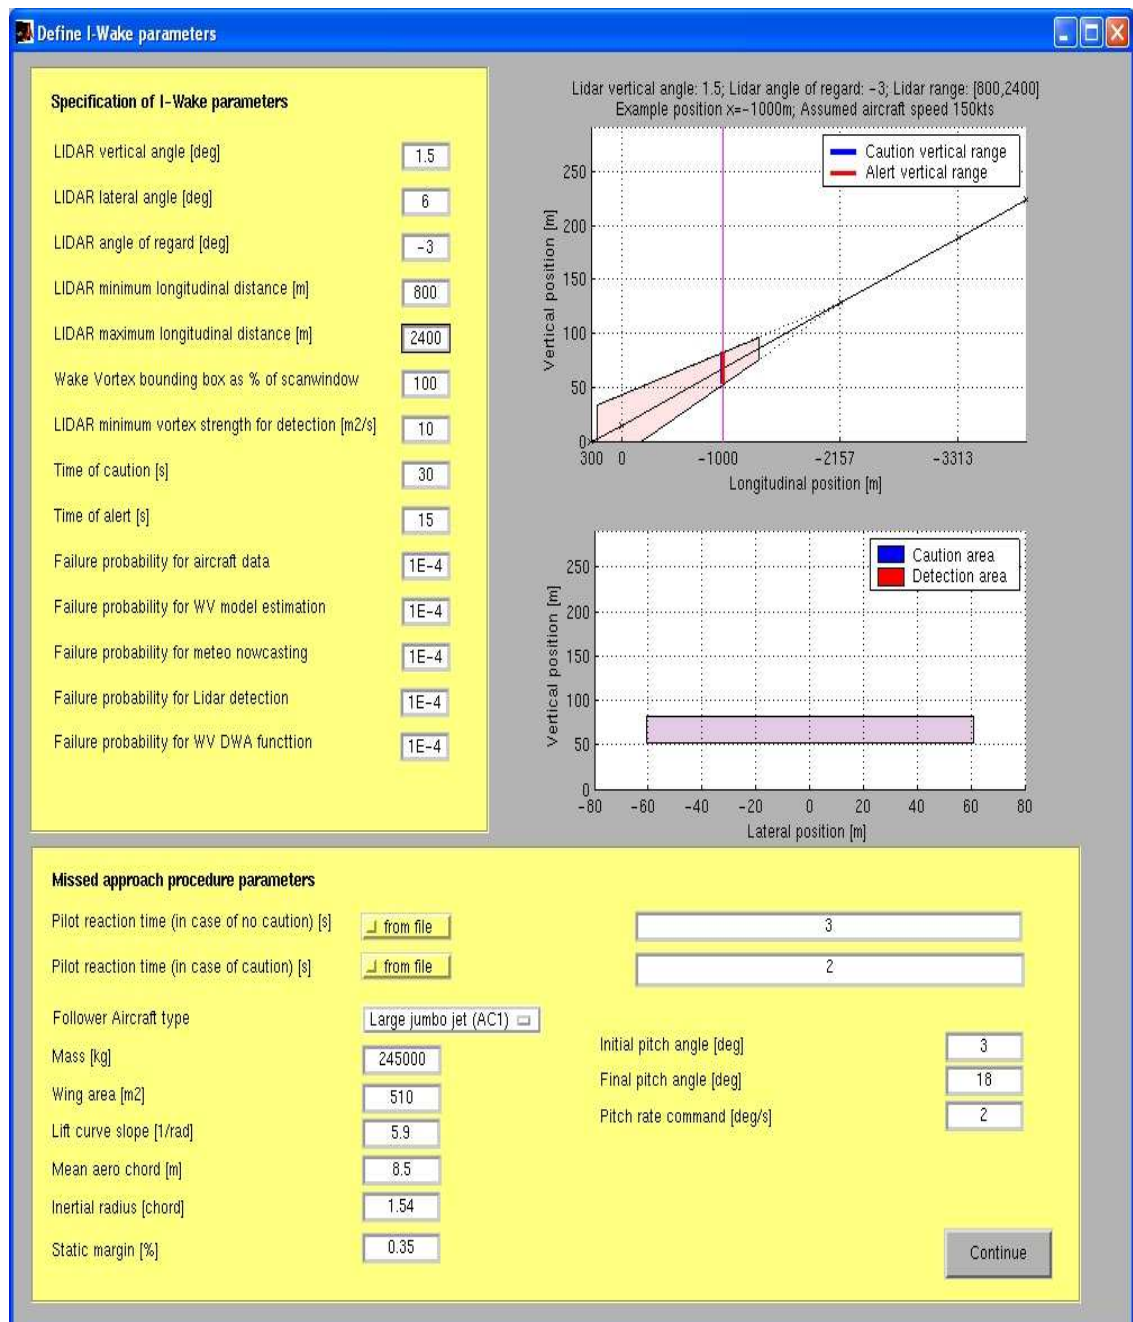 Define I-Wake parameters
Specification of I-Wake parameters
LIDAR vertical angle [deg] 1.5
LIDAR lateral angle [deg] 6
LIDAR angle of regard [deg] -3
LIDAR minimum longitudinal distance [m] 800
LIDAR maximum longitudinal distance [m] 2400
Wake Vortex bounding box as % of scanwindow 100
LIDAR minimum vortex strength for detection [m2/s] 10
Time of caution [s] 30
Time of alert [s] 15
Failure probability for aircraft data 1E-4
Failure probability for WV model estimation 1E-4
Failure probability for meteo nowcasting 1E-4
Failure probability for Lidar detection 1E-4
Failure probability for WV DWA functtion 1E-4
Lidar vertical angle: 1.5; Lidar angle of regard: -3; Lidar range: [800,2400]
Example position x=-1000m; Assumed aircraft speed 150kts
Caution vertical range
Alert vertical range
Vertical position [m]
250
200
150
100
50
0
300 0 -1000 -2157 -3313
Longitudinal position [m]
Caution area
Detection area
Vertical position [m]
250
200
150
100
50
0
-80 -60 -40 -20 0 20 40 60 80
Lateral position [m]
Missed approach procedure parameters
Pilot reaction time (in case of no caution) [s] from file 3
Pilot reaction time (in case of caution) [s] from file 2
Follower Aircraft type Large jumbo jet (AC1)
Mass [kg] 245000
Wing area [m2] 510
Lift curve slope [1/rad] 5.9
Mean aero chord [m] 8.5
Inertial radius [chord] 1.54
Static margin [%] 0.35
Initial pitch angle [deg] 3
Final pitch angle [deg] 18
Pitch rate command [deg/s] 2
Continue